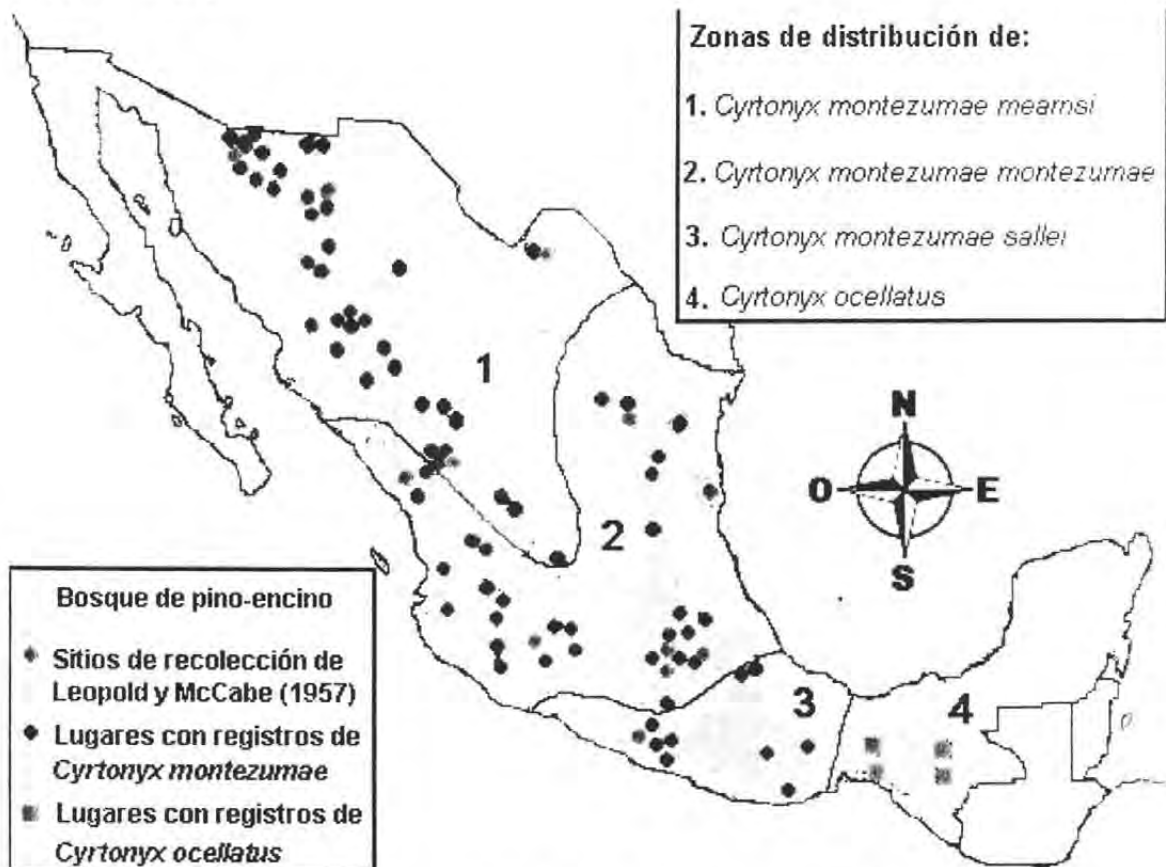 Zonas de distribución de:
1. Cyrtonyx montezumae mearnsi
2. Cyrtonyx montezumae montezumae
3. Cyrtonyx montezumae sallei
4. Cyrtonyx ocellatus
N
O
E
S
1
2
3
4
Bosque de pino-encino
Sitios de recolección de
Leopold y McCabe (1957)
Lugares con registros de
Cyrtonyx montezumae
Lugares con registros de
Cyrtonyx ocellatus